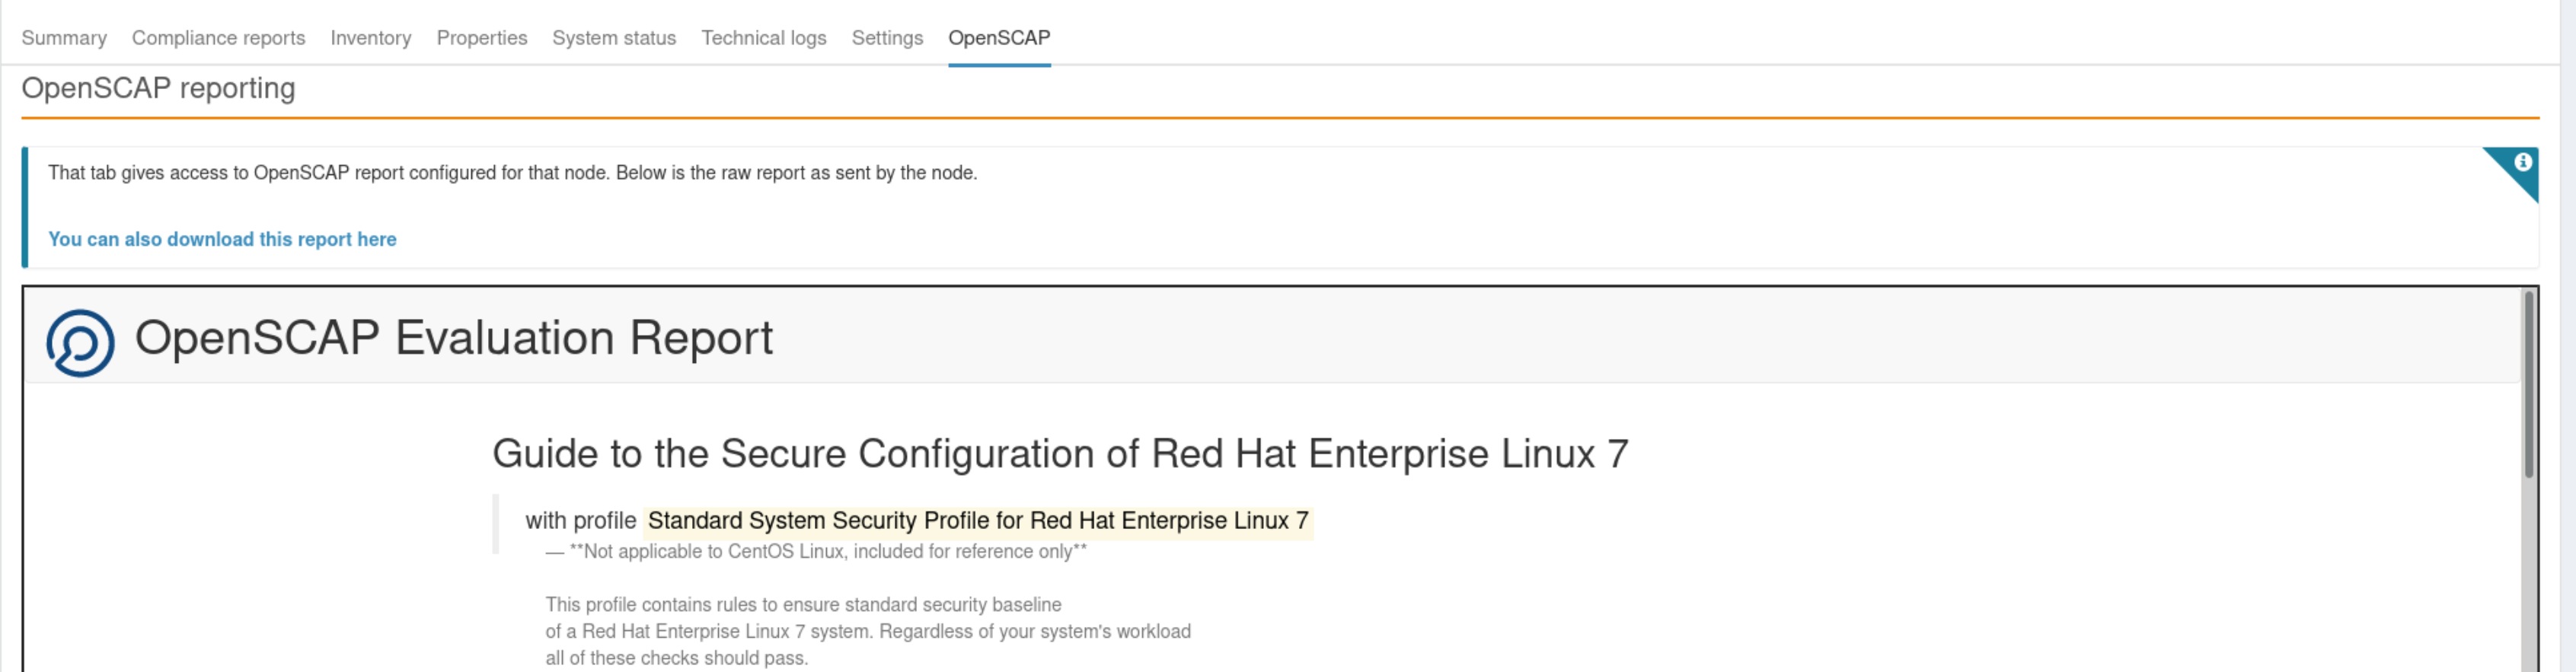 Summary Compliance reports Inventory Properties System status Technical logs Settings OpenSCAP
OpenSCAP reporting
That tab gives access to OpenSCAP report configured for that node. Below is the raw report as sent by the node.
You can also download this report here
OpenSCAP Evaluation Report
Guide to the Secure Configuration of Red Hat Enterprise Linux 7
with profile Standard System Security Profile for Red Hat Enterprise Linux 7
— **Not applicable to CentOS Linux, included for reference only**
This profile contains rules to ensure standard security baseline
of a Red Hat Enterprise Linux 7 system. Regardless of your system's workload
all of these checks should pass.